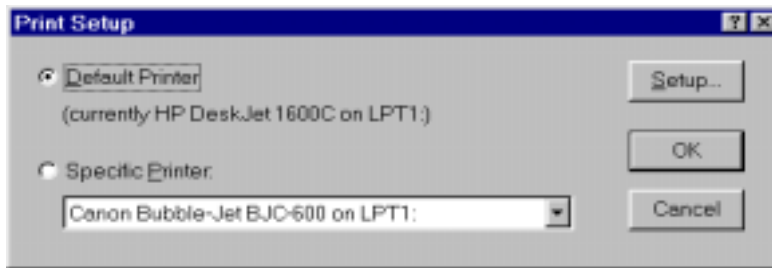 Print Setup
Default Printer
Setup...
(currently HP DeskJet 1600C on LPT1:)
OK
Specific Printer:
Canon Bubble-Jet BJC-600 on LPT1:
Cancel